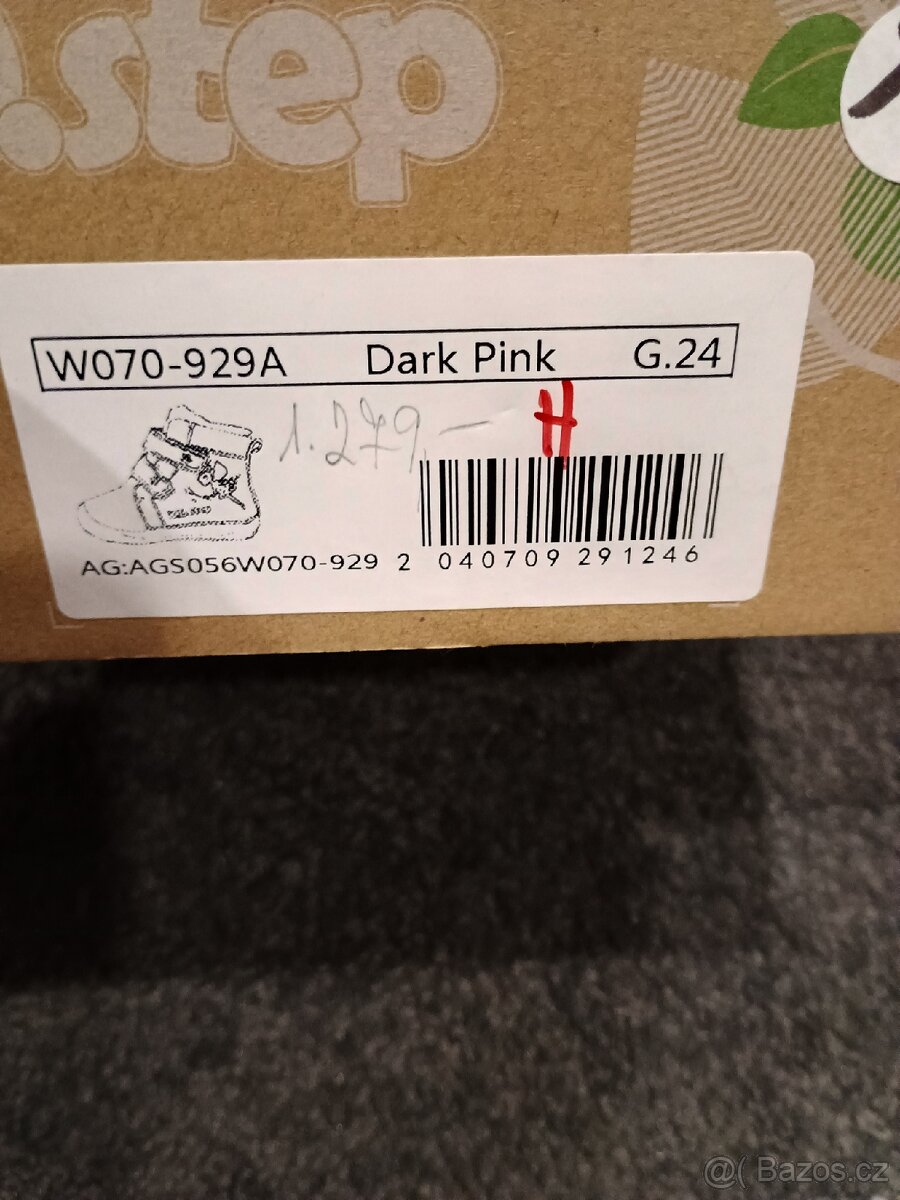 .step
W070-929A Dark Pink G.24
1.279,- H
AG:AGS056W070-929 2 040709 291246
@( Bazos.cz